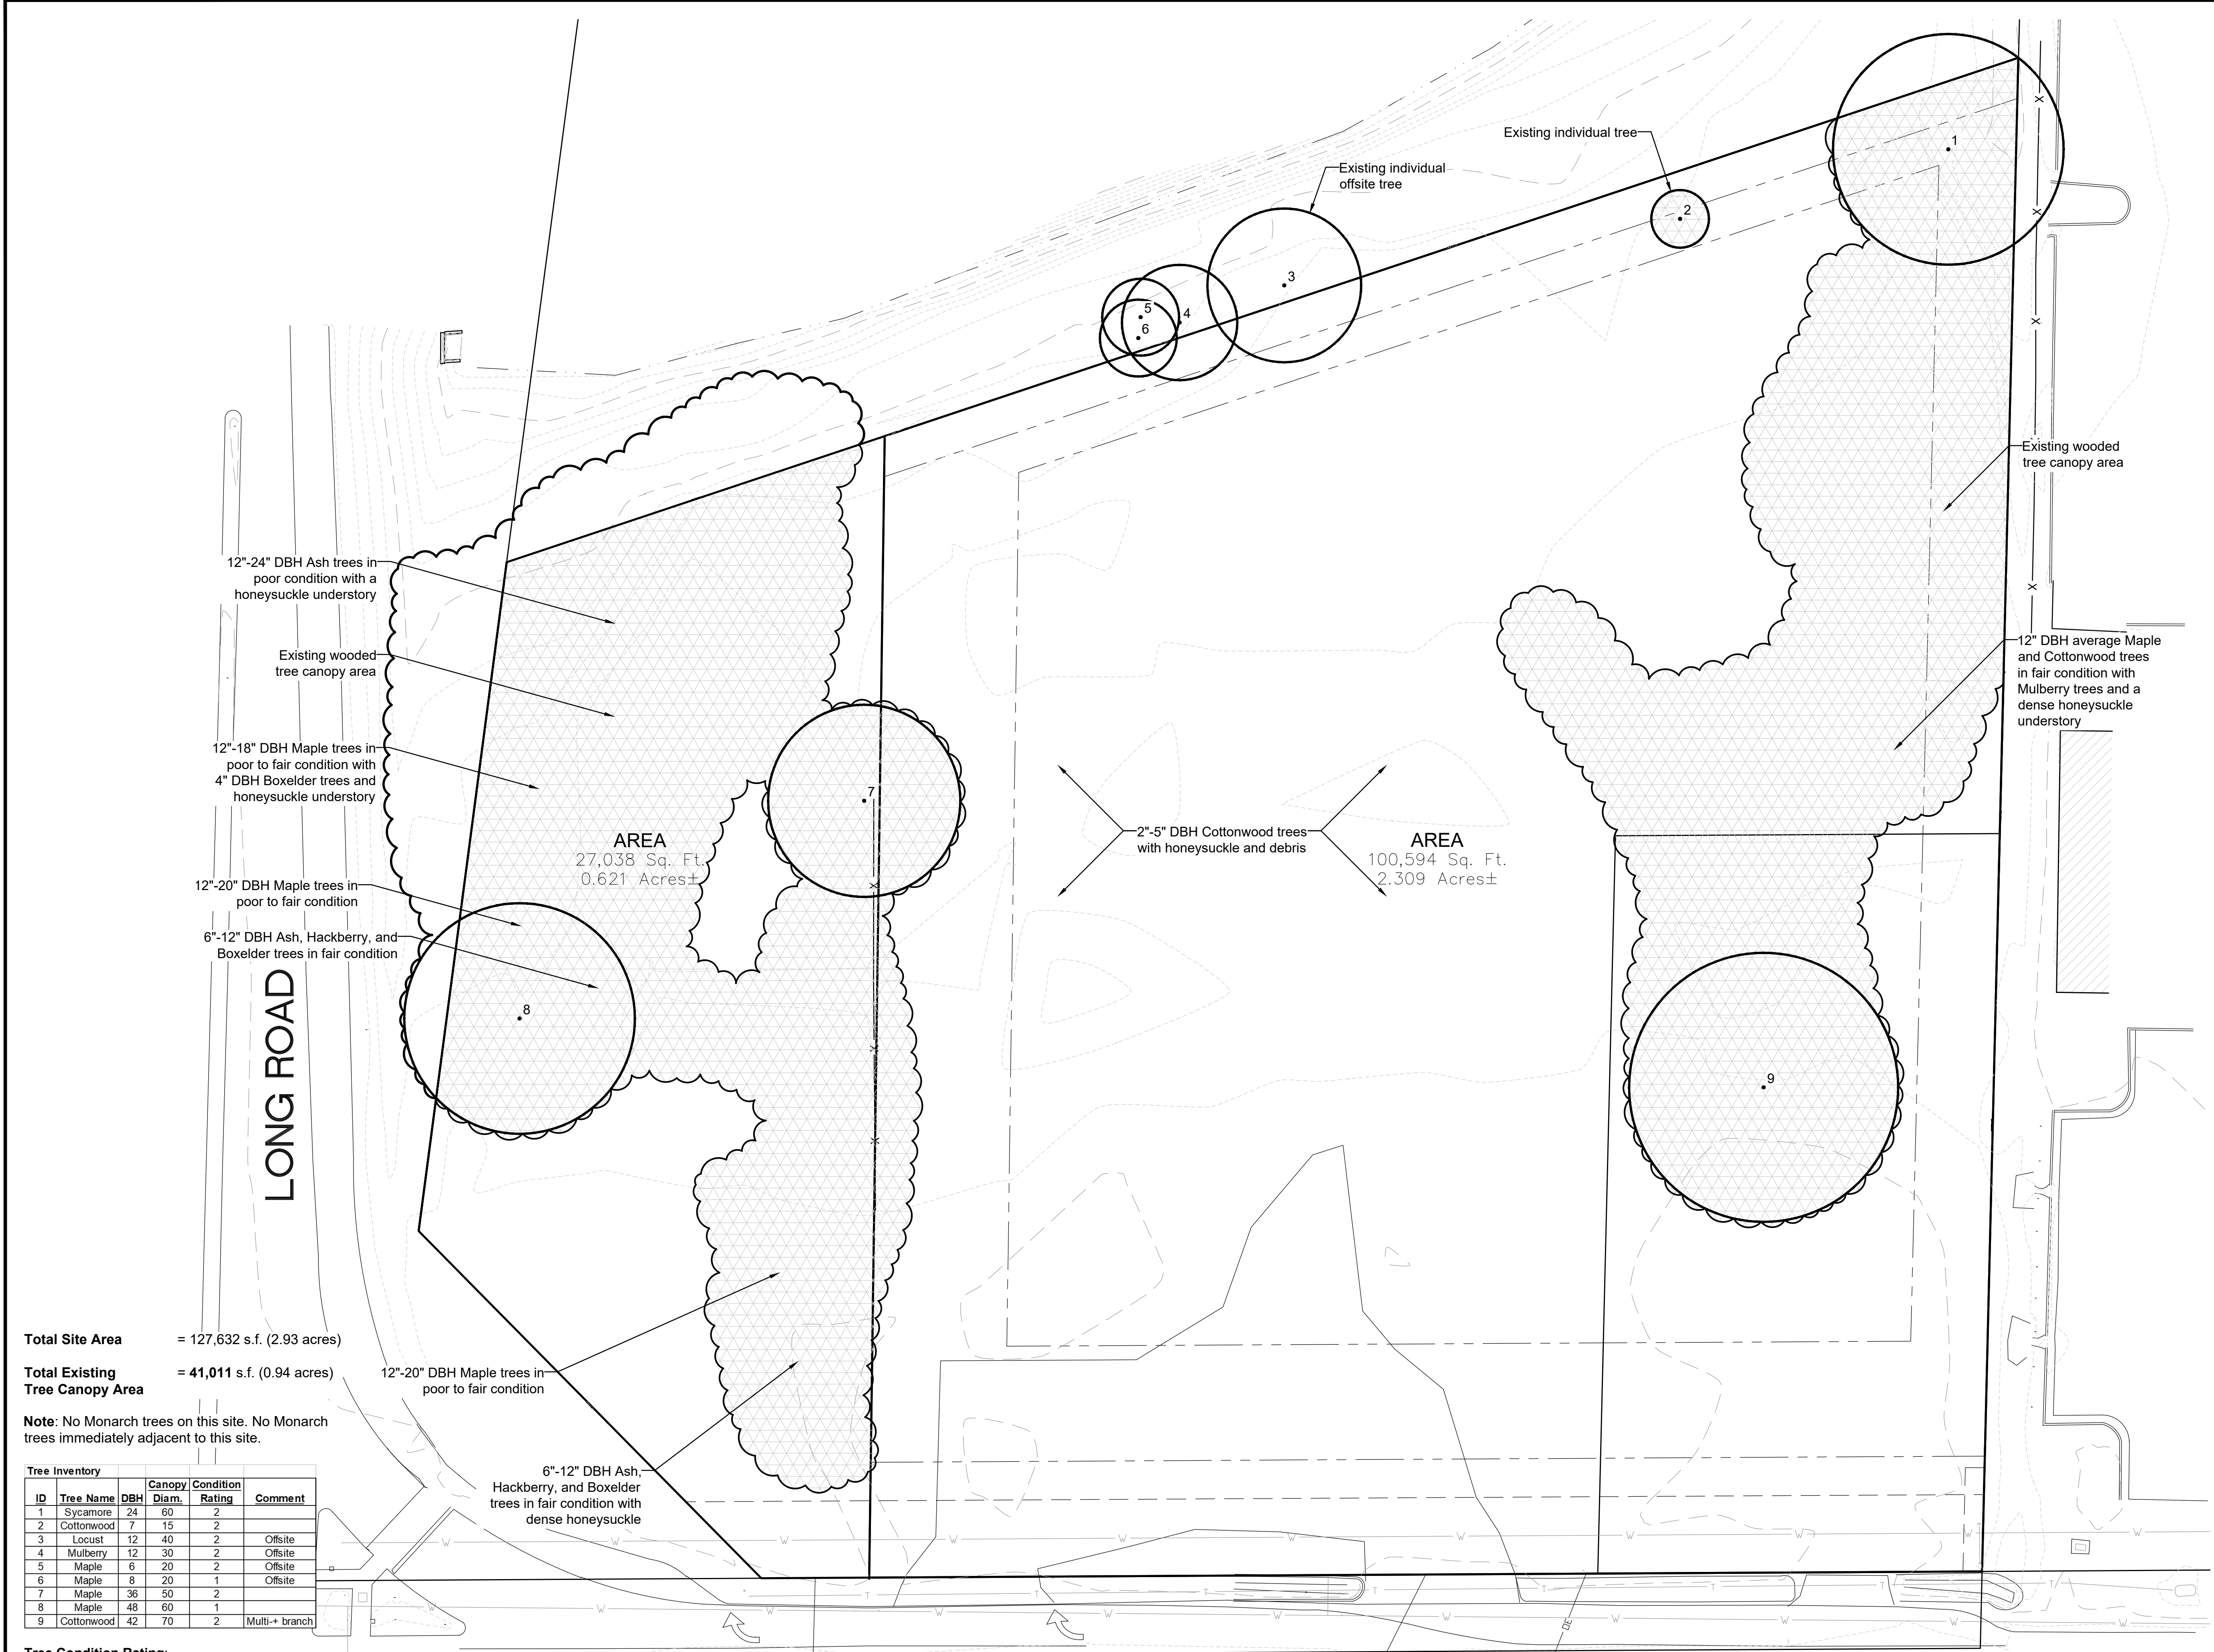 Existing individual tree
1
Existing individual
offsite tree
2
3
5
4
6
Existing wooded
tree canopy area
12"-24" DBH Ash trees in
poor condition with a
honeysuckle understory
Existing wooded
tree canopy area
12" DBH average Maple
and Cottonwood trees
in fair condition with
Mulberry trees and a
dense honeysuckle
understory
12"-18" DBH Maple trees in
poor to fair condition with
4" DBH Boxelder trees and
honeysuckle understory
7
AREA
27,038 Sq. Ft.
0.621 Acres±
2"-5" DBH Cottonwood trees
with honeysuckle and debris
AREA
100,594 Sq. Ft.
2.309 Acres±
12"-20" DBH Maple trees in
poor to fair condition
6"-12" DBH Ash, Hackberry, and
Boxelder trees in fair condition
8
9
LONG ROAD
Total Site Area = 127,632 s.f. (2.93 acres)
Total Existing = 41,011 s.f. (0.94 acres)
Tree Canopy Area
12"-20" DBH Maple trees in
poor to fair condition
Note: No Monarch trees on this site. No Monarch
trees immediately adjacent to this site.
6"-12" DBH Ash,
Hackberry, and Boxelder
trees in fair condition with
dense honeysuckle
Tree Inventory
Canopy Condition
ID Tree Name DBH Diam. Rating Comment
1 Sycamore 24 60 2
2 Cottonwood 7 15 2
3 Locust 12 40 2 Offsite
4 Mulberry 12 30 2 Offsite
5 Maple 6 20 2 Offsite
6 Maple 8 20 1 Offsite
7 Maple 36 50 2
8 Maple 48 60 1
9 Cottonwood 42 70 2 Multi-+ branch
Tree Condition Rating: